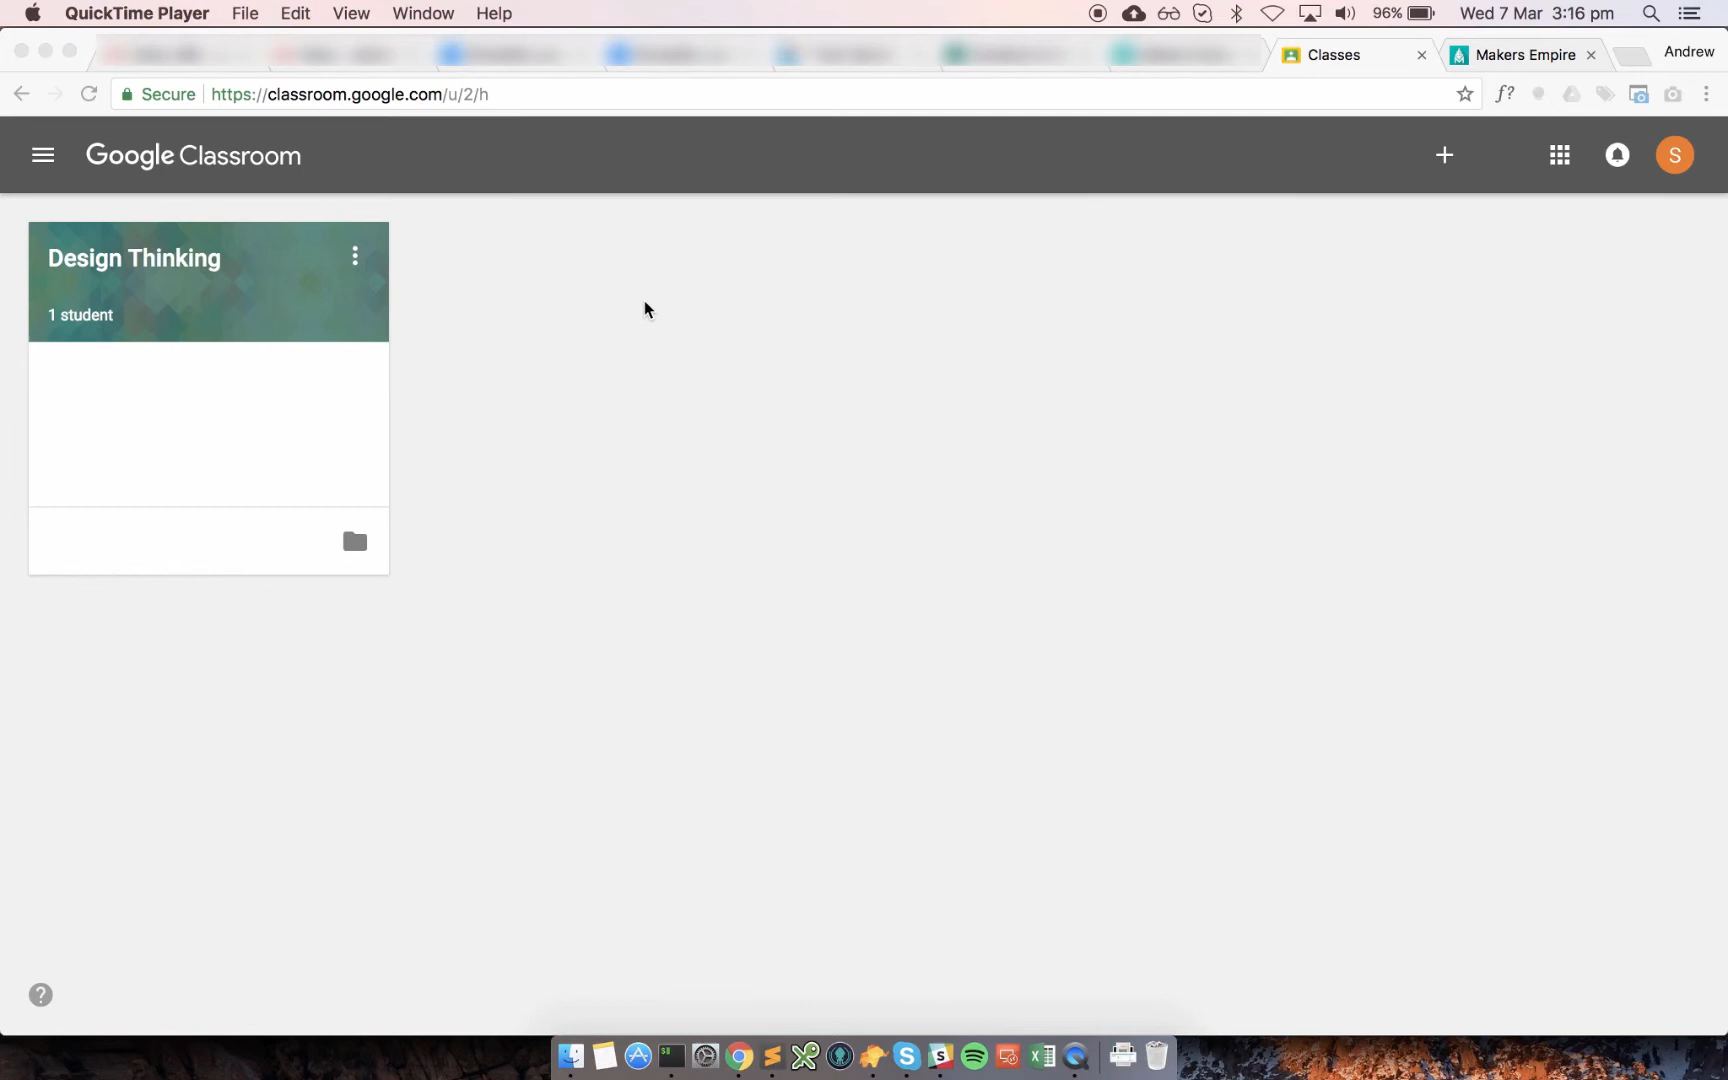 QuickTime Player File Edit View Window Help 96% Wed 7 Mar 3:16 pm
Classes Makers Empire Andrew
Secure https://classroom.google.com/u/2/h f?
Google Classroom S
Design Thinking
1 student
?